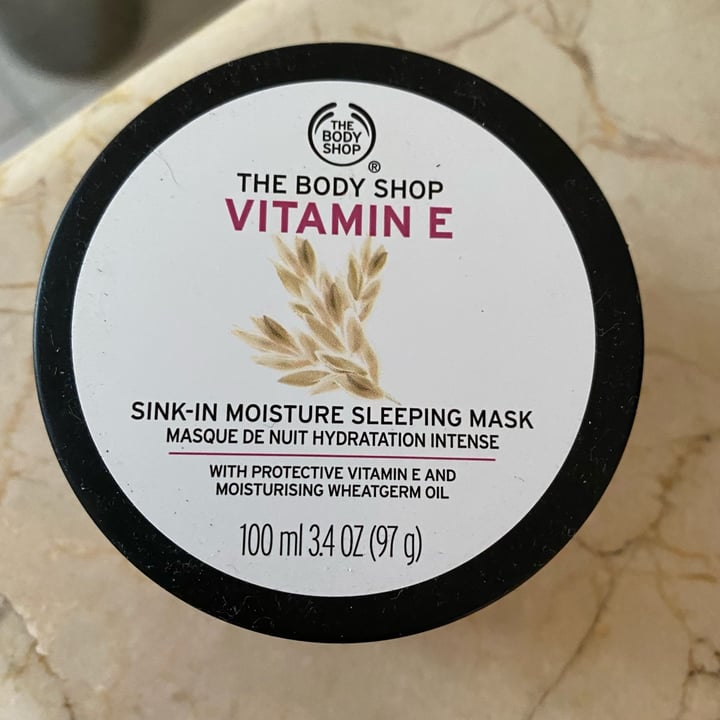 THE
BODY
SHOP
®
THE BODY SHOP
VITAMIN E
SINK-IN MOISTURE SLEEPING MASK
MASQUE DE NUIT HYDRATATION INTENSE
WITH PROTECTIVE VITAMIN E AND
MOISTURISING WHEATGERM OIL
100 ml 3.4 OZ (97 g)